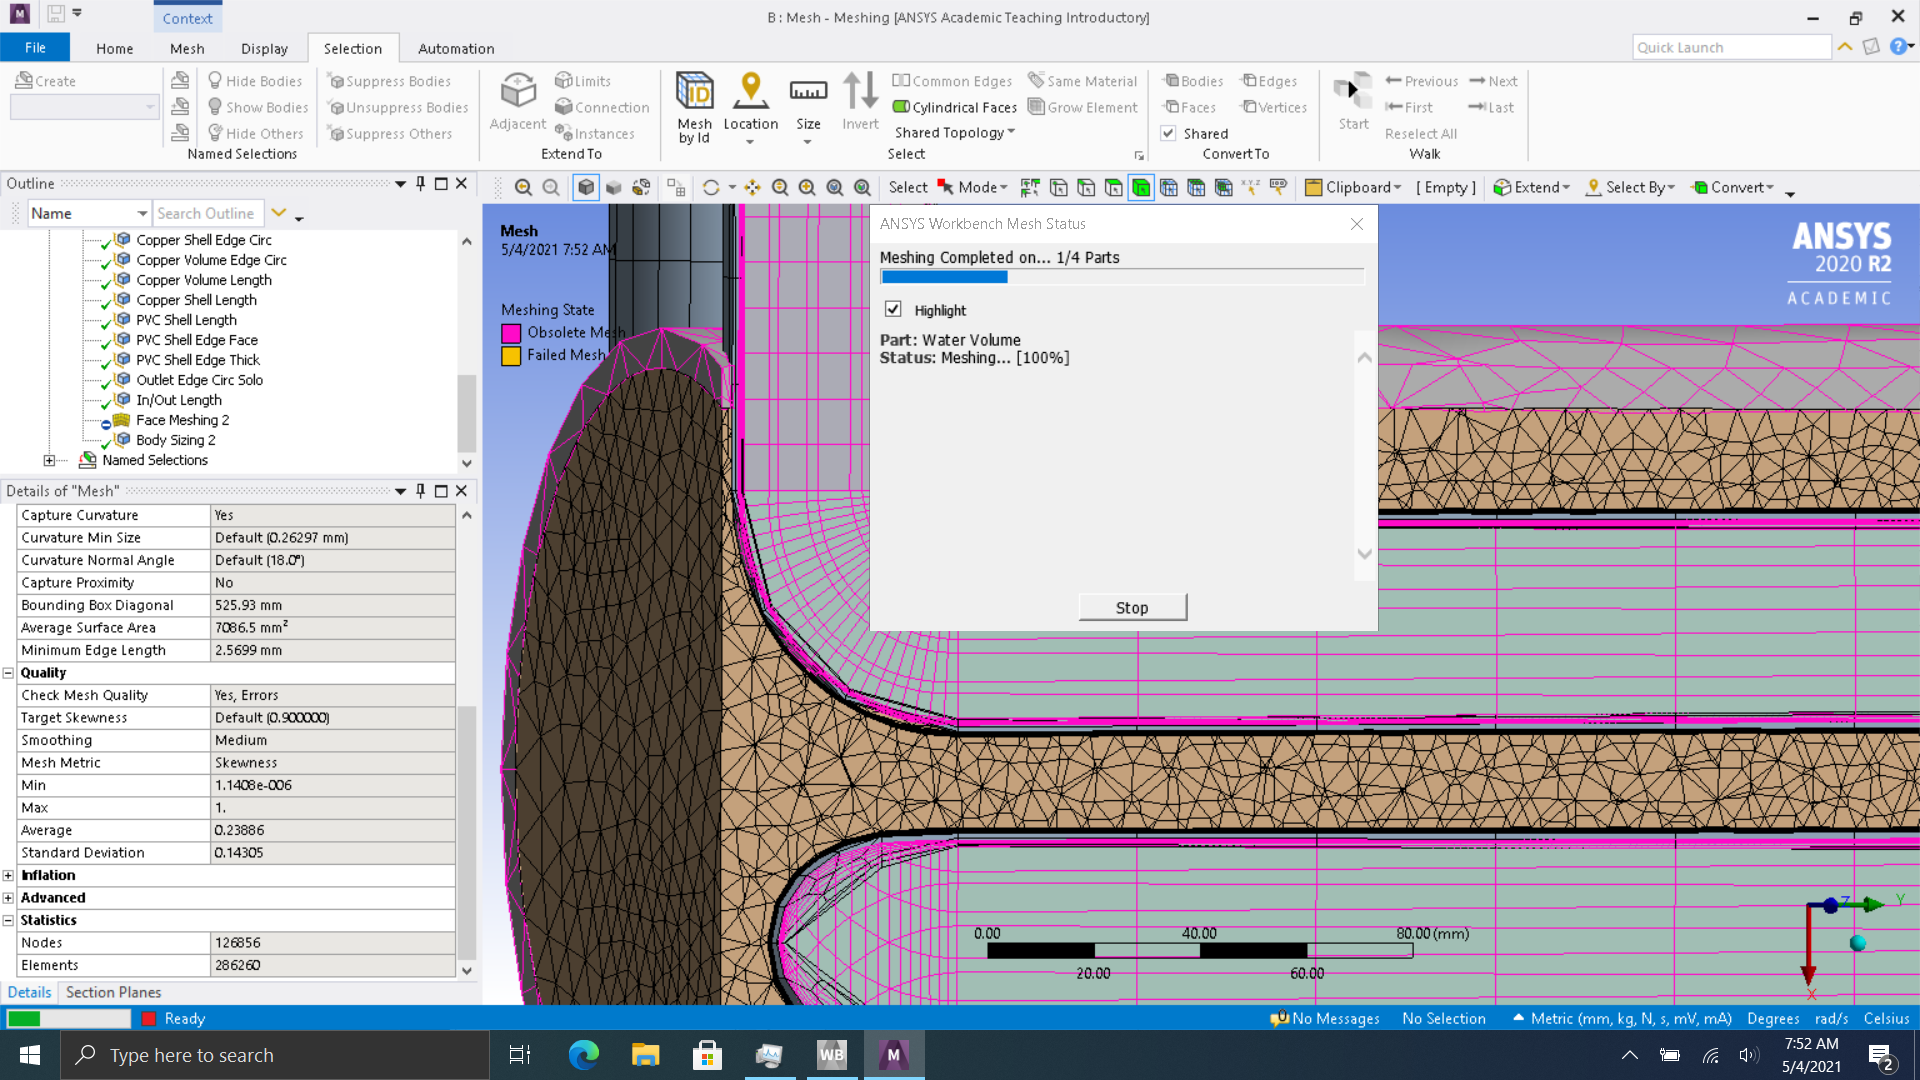 Context
B : Mesh - Meshing [ANSYS Academic Teaching Introductory]
File Home Mesh Display Selection Automation
Quick Launch
Create
Hide Bodies
Show Bodies
Hide Others
Named Selections
Suppress Bodies
Unsuppress Bodies
Suppress Others
Adjacent
Limits
Connection
Instances
Extend To
Mesh by Id
Location
Size
Invert
Common Edges
Cylindrical Faces
Shared Topology
Same Material
Grow Element
Select
Bodies
Edges
Faces
Vertices
Shared
Convert To
Start
Previous
Next
First
Last
Reselect All
Walk
Outline
Name
Search Outline
Select
Mode
Clipboard
[ Empty ]
Extend
Select By
Convert
Copper Shell Edge Circ
Copper Volume Edge Circ
Copper Volume Length
Copper Shell Length
PVC Shell Length
PVC Shell Edge Face
PVC Shell Edge Thick
Outlet Edge Circ Solo
In/Out Length
Face Meshing 2
Body Sizing 2
Named Selections
Details of "Mesh"
Capture Curvature Yes
Curvature Min Size Default (0.26297 mm)
Curvature Normal Angle Default (18.0°)
Capture Proximity No
Bounding Box Diagonal 525.93 mm
Average Surface Area 7086.5 mm²
Minimum Edge Length 2.5699 mm
Quality
Check Mesh Quality Yes, Errors
Target Skewness Default (0.900000)
Smoothing Medium
Mesh Metric Skewness
Min 1.1408e-006
Max 1.
Average 0.23886
Standard Deviation 0.14305
Inflation
Advanced
Statistics
Nodes 126856
Elements 286260
Details Section Planes
Mesh
5/4/2021 7:52 AM
Meshing State
Obsolete Mesh
Failed Mesh
ANSYS Workbench Mesh Status
Meshing Completed on... 1/4 Parts
Highlight
Part: Water Volume
Status: Meshing... [100%]
Stop
ANSYS
2020 R2
ACADEMIC
0.00 40.00 80.00 (mm)
20.00 60.00
Z
Y
X
Ready
No Messages
No Selection
Metric (mm, kg, N, s, mV, mA)
Degrees
rad/s
Celsius
Type here to search
WB
M
7:52 AM
5/4/2021
2